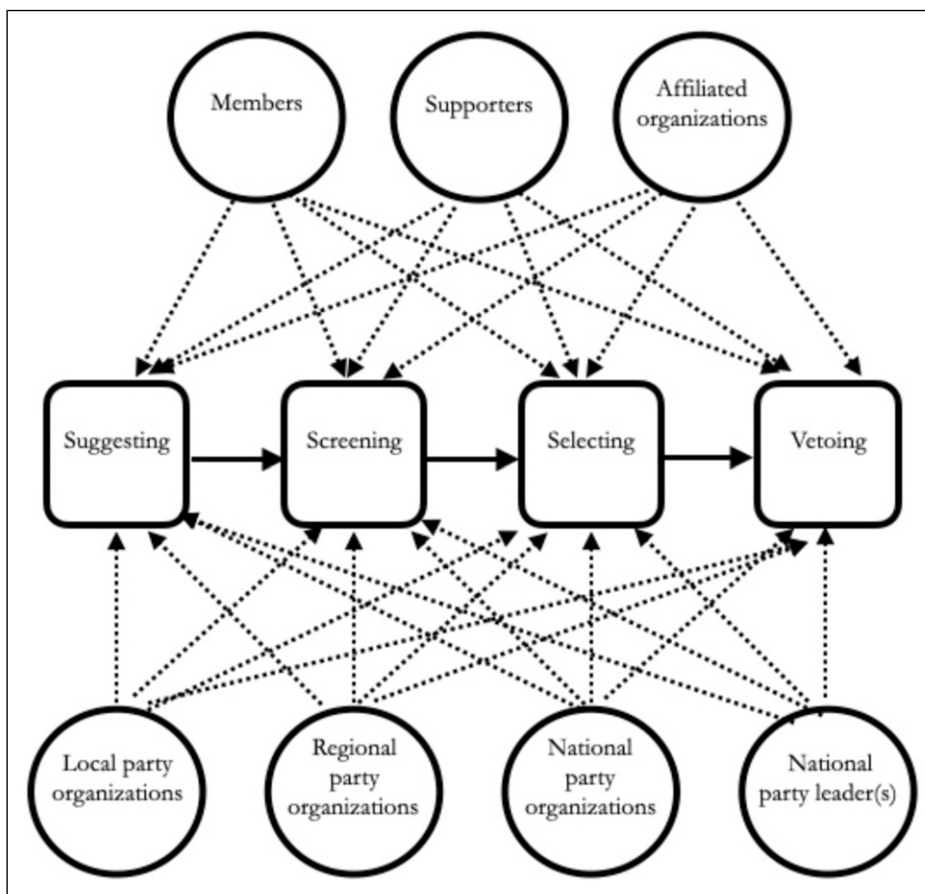 Members
Supporters
Affiliated
organizations
Suggesting
Screening
Selecting
Vetoing
Local party
organizations
Regional
party
organizations
National
party
organizations
National
party leader(s)